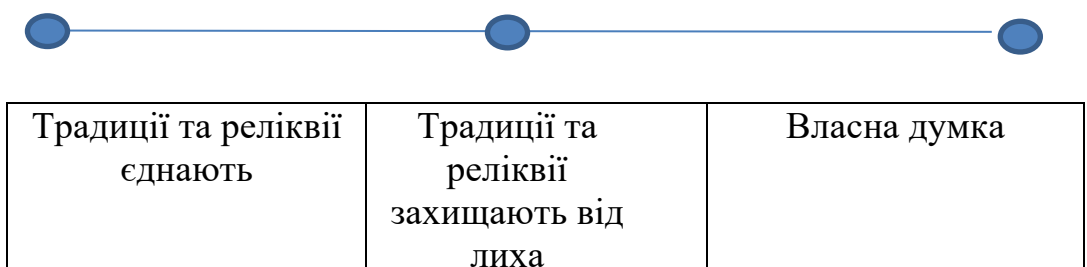 Традиції та реліквії
єднають
Традиції та
реліквії
захищають від
лиха
Власна думка